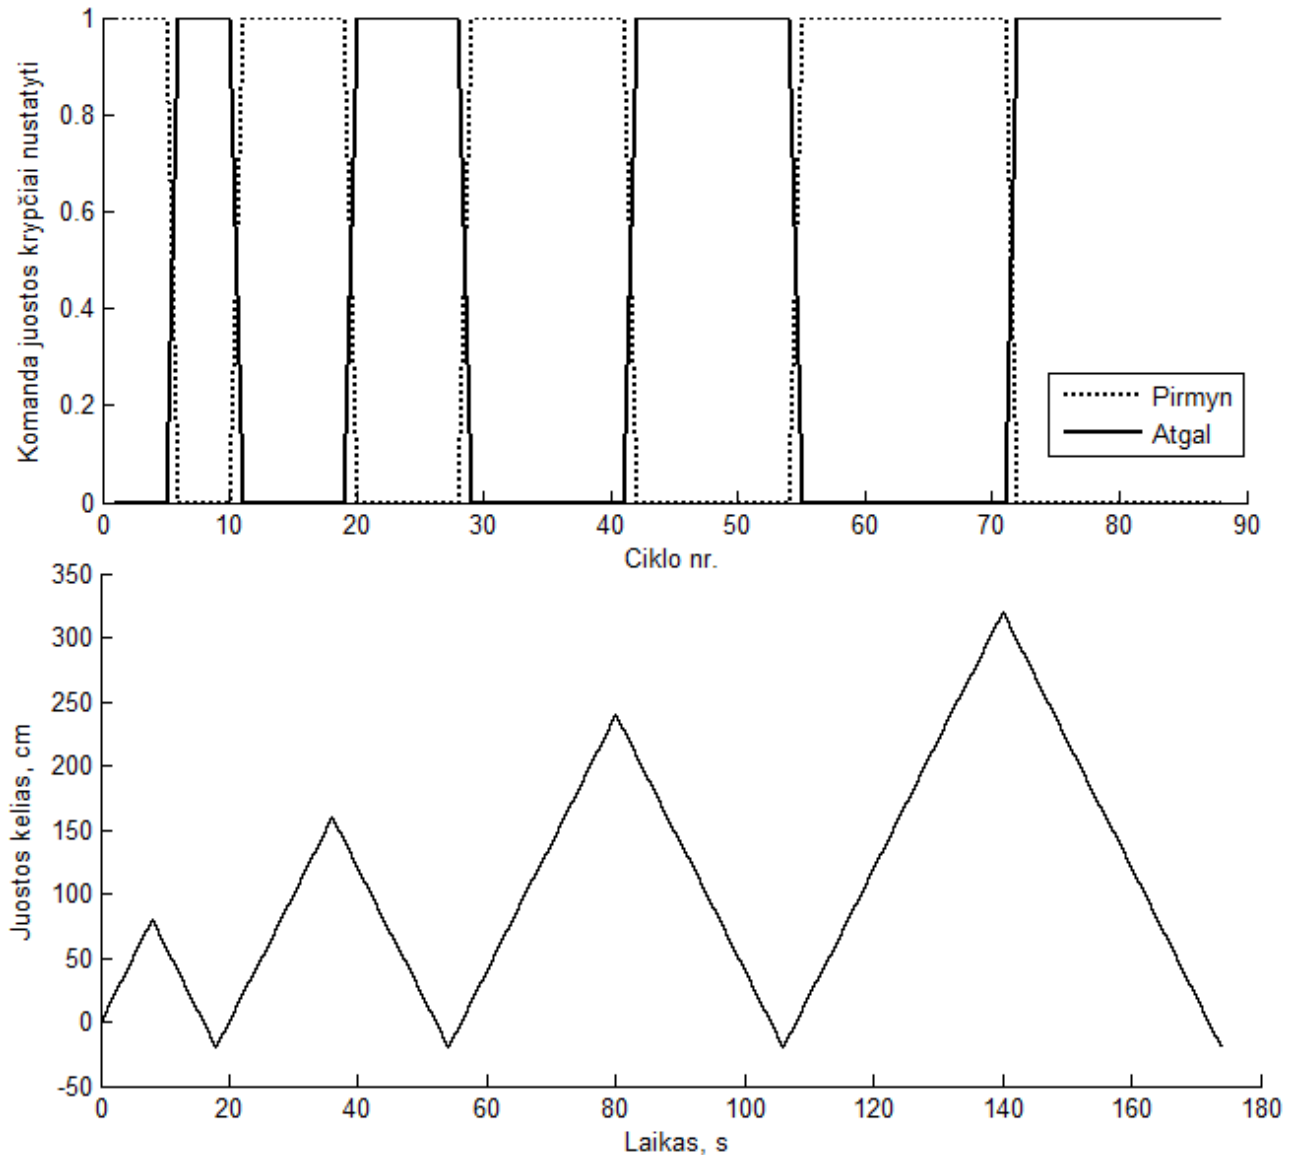 Komanda juostos krypčiai nustatyti
1
0.8
0.6
0.4
0.2
0
0 10 20 30 40 50 60 70 80 90
Ciklo nr.
Pirmyn
Atgal
Juostos kelias, cm
350
300
250
200
150
100
50
0
-50
0 20 40 60 80 100 120 140 160 180
Laikas, s